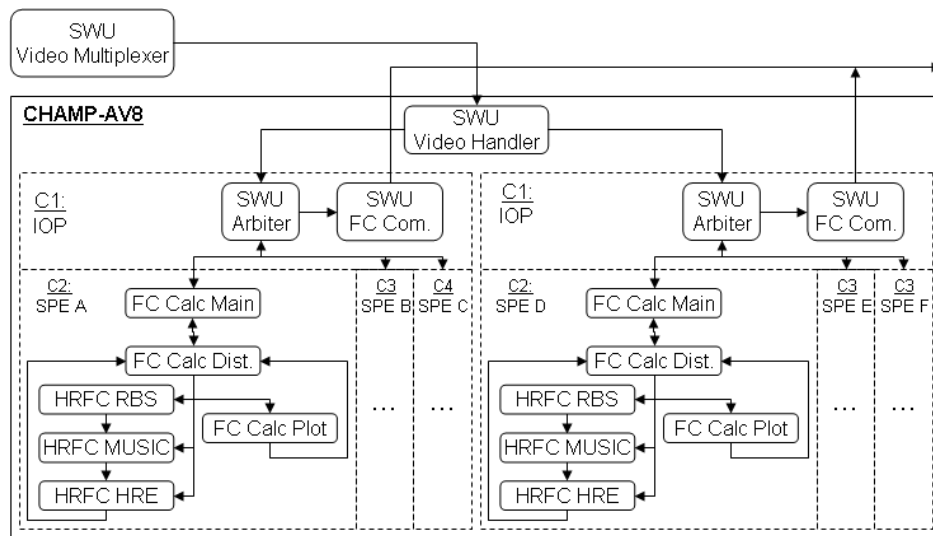 SWU
Video Multiplexer
CHAMP-AV8
SWU
Video Handler
C1:
IOP
SWU
Arbiter
SWU
FC Com.
C1:
IOP
SWU
Arbiter
SWU
FC Com.
C2:
SPE A
FC Calc Main
C3
SPE B
C4
SPE C
FC Calc Dist.
HRFC RBS
FC Calc Plot
HRFC MUSIC
HRFC HRE
...
...
C2:
SPE D
FC Calc Main
C3
SPE E
C3
SPE F
FC Calc Dist.
HRFC RBS
FC Calc Plot
HRFC MUSIC
HRFC HRE
...
...